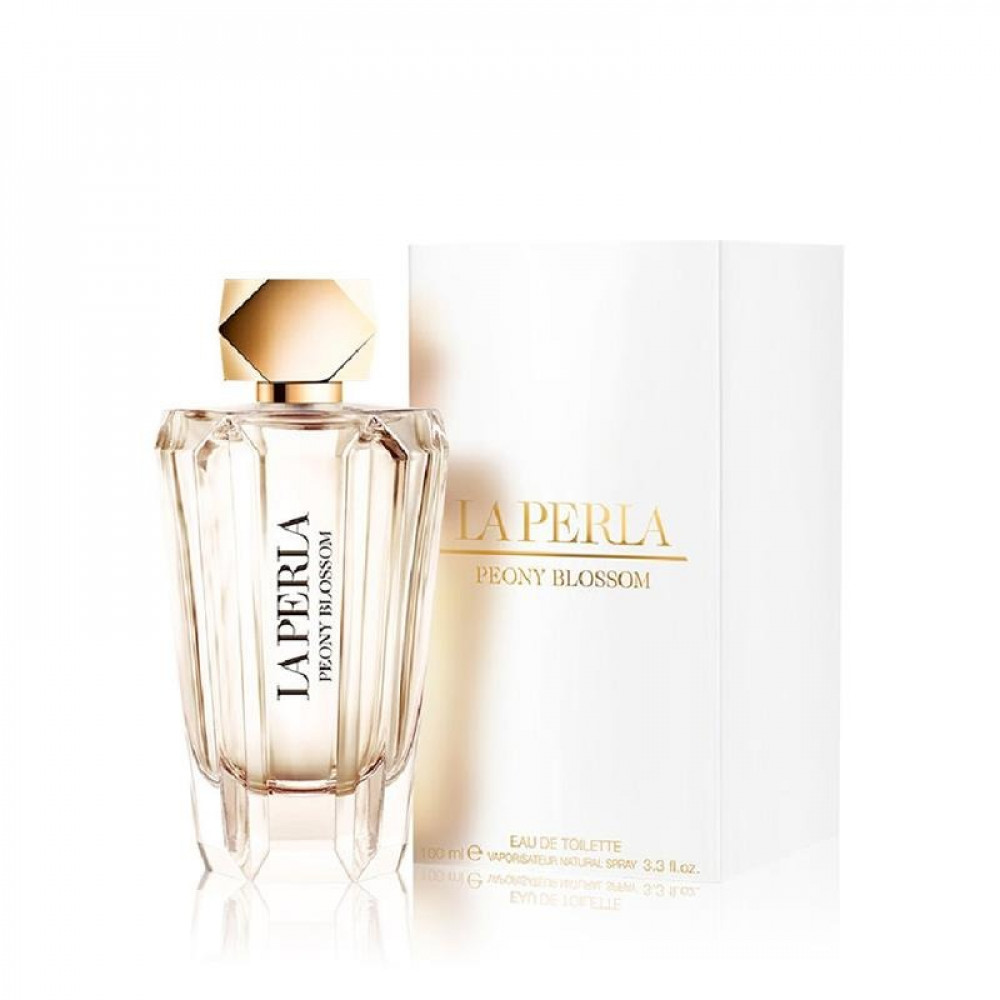 LA PERLA
PEONY BLOSSOM
LA PERLA
PEONY BLOSSOM
EAU DE TOILETTE
100 ml e VAPORISATEUR NATURAL SPRAY 3.3 fl.oz.